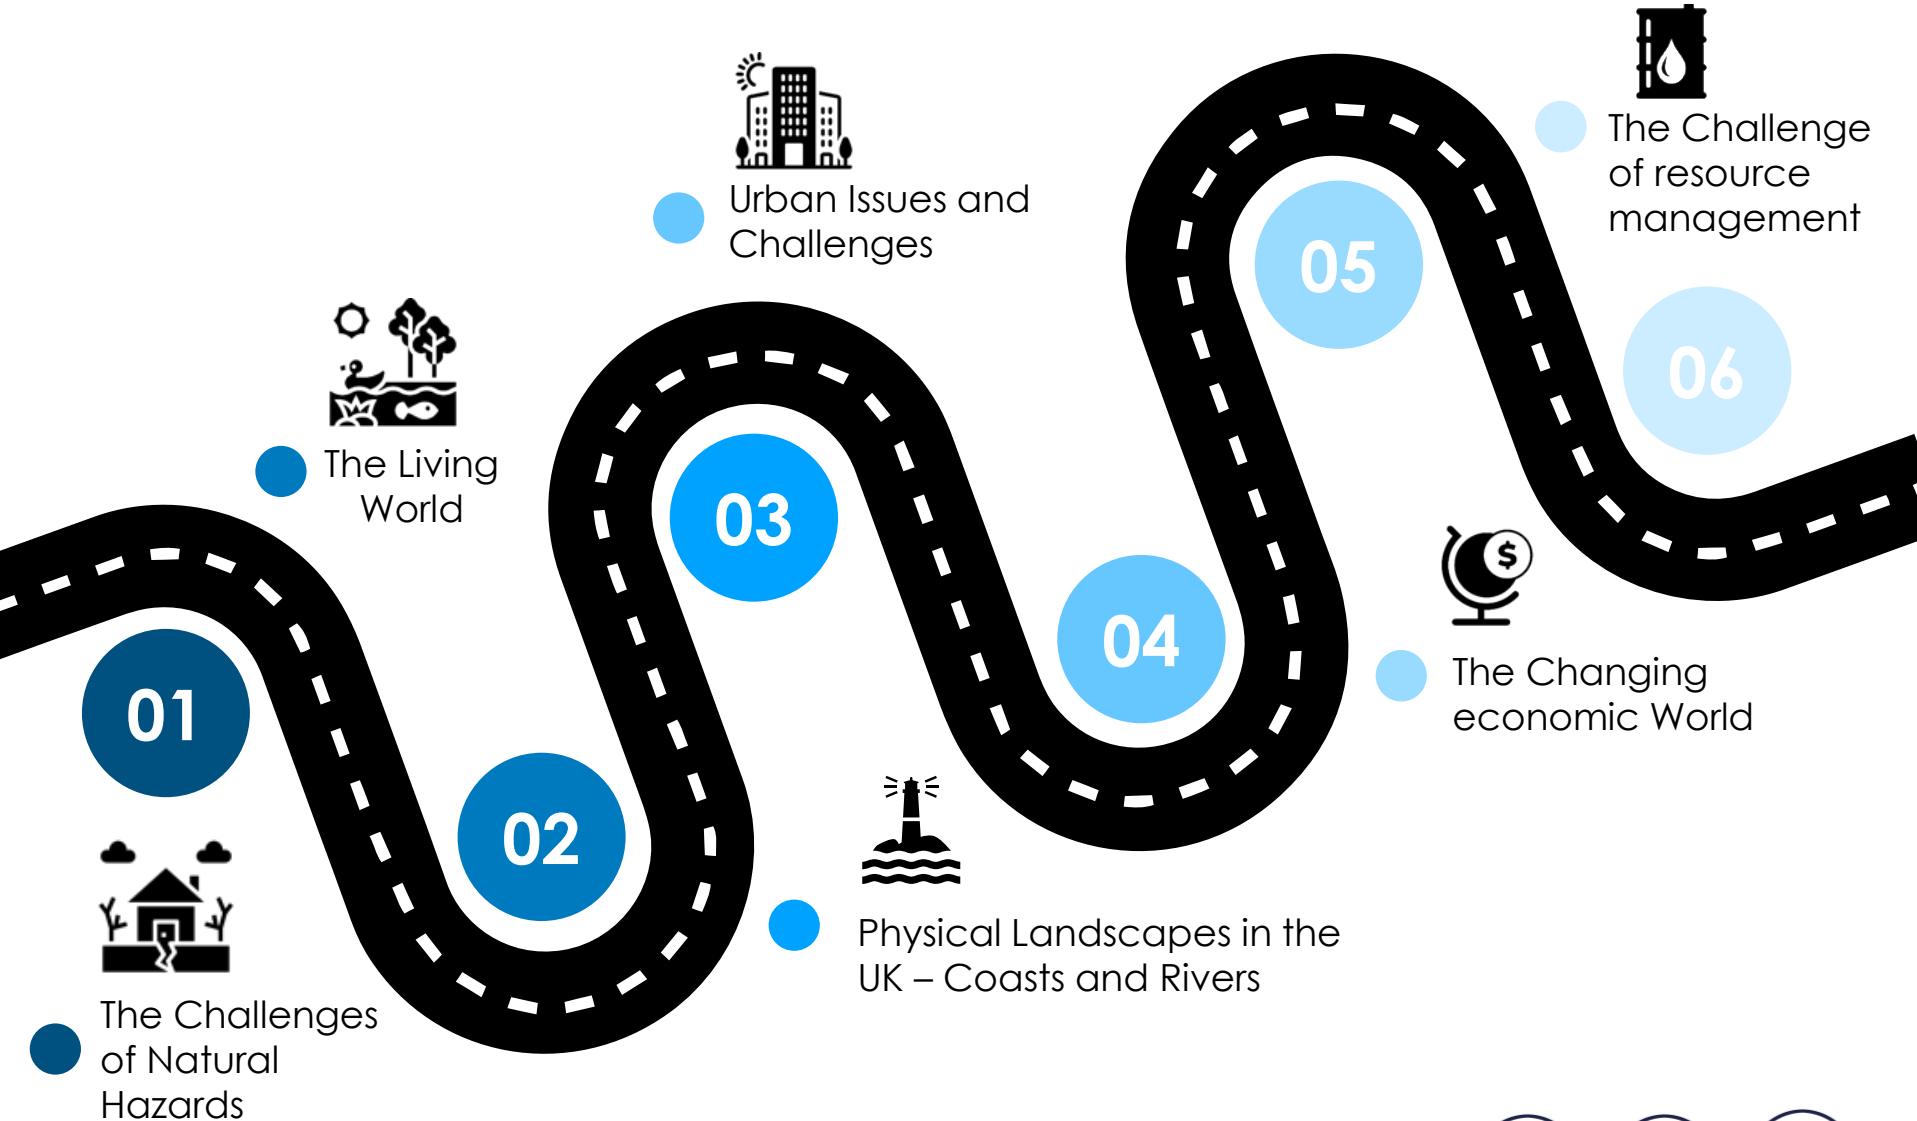 01
The Challenges
of Natural
Hazards
02
The Living
World
03
Physical Landscapes in the
UK – Coasts and Rivers
04
Urban Issues and
Challenges
05
The Changing
economic World
06
The Challenge
of resource
management
$